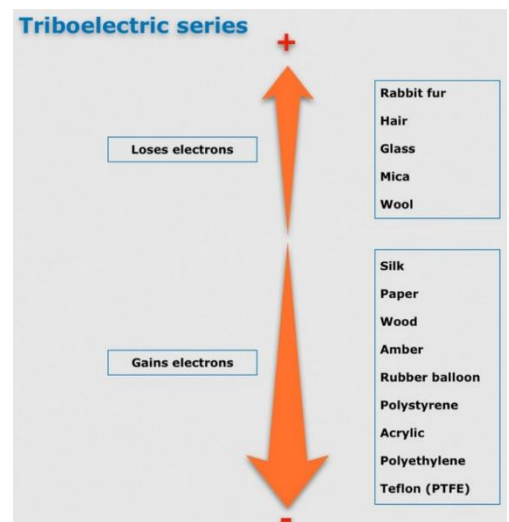 Triboelectric series
+
Rabbit fur
Hair
Glass
Loses electrons
Mica
Wool
Silk
Paper
Wood
Amber
Gains electrons
Rubber balloon
Polystyrene
Acrylic
Polyethylene
Teflon (PTFE)
-